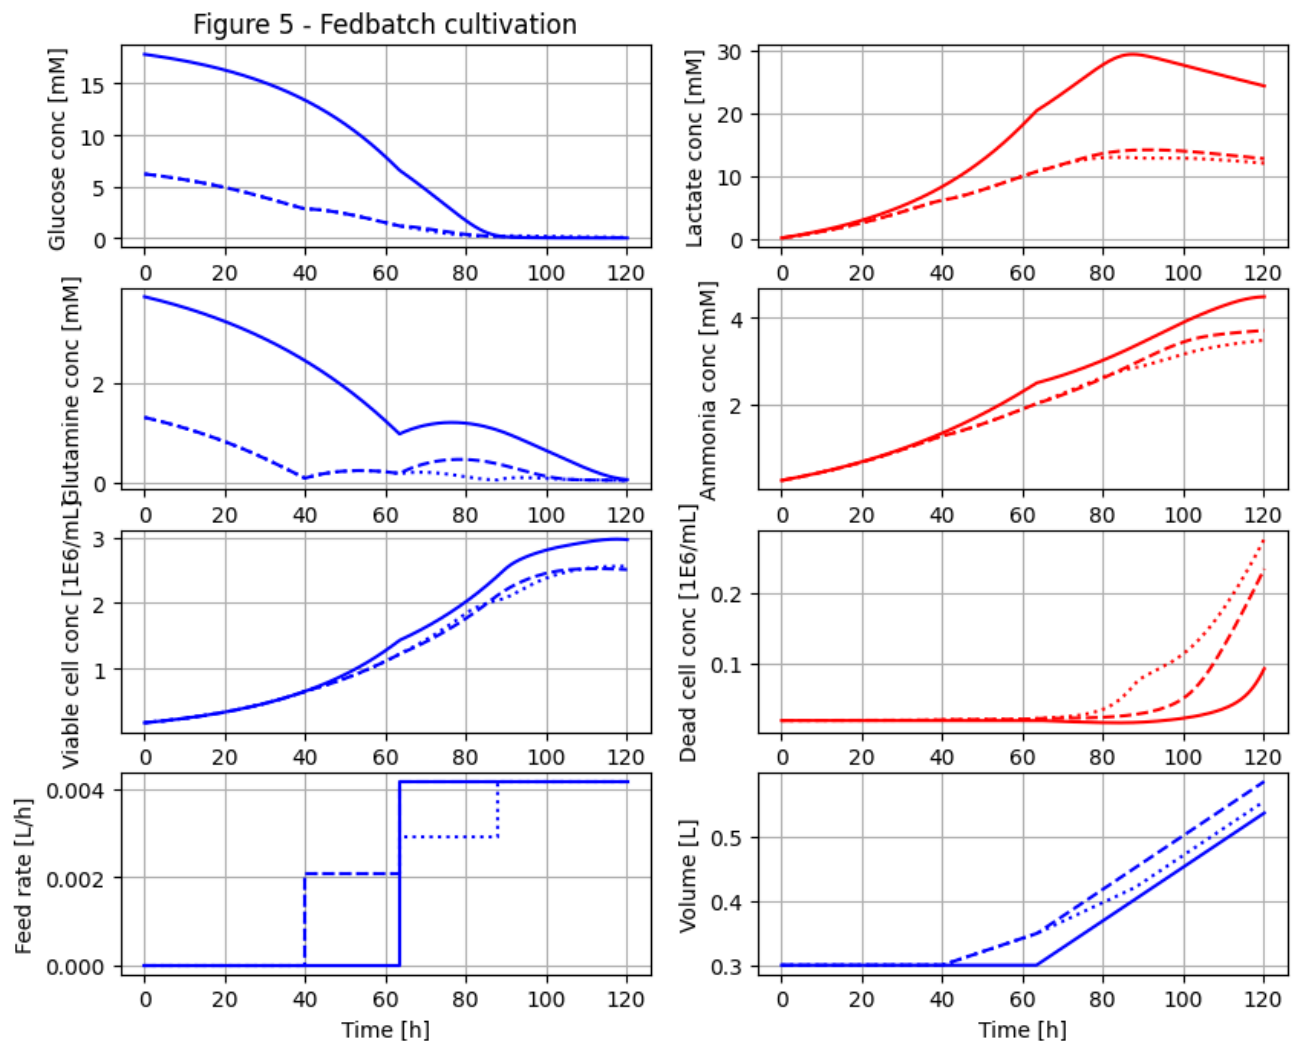 Figure 5 - Fedbatch cultivation
Glucose conc [mM]
15
10
5
0
0 20 40 60 80 100 120
Lactate conc [mM]
30
20
10
0
0 20 40 60 80 100 120
Glutamine conc [mM]
2
0
0 20 40 60 80 100 120
Ammonia conc [mM]
4
2
0 20 40 60 80 100 120
Viable cell conc [1E6/mL]
3
2
1
0 20 40 60 80 100 120
Dead cell conc [1E6/mL]
0.2
0.1
0 20 40 60 80 100 120
Feed rate [L/h]
0.004
0.002
0.000
0 20 40 60 80 100 120
Time [h]
Volume [L]
0.5
0.4
0.3
0 20 40 60 80 100 120
Time [h]